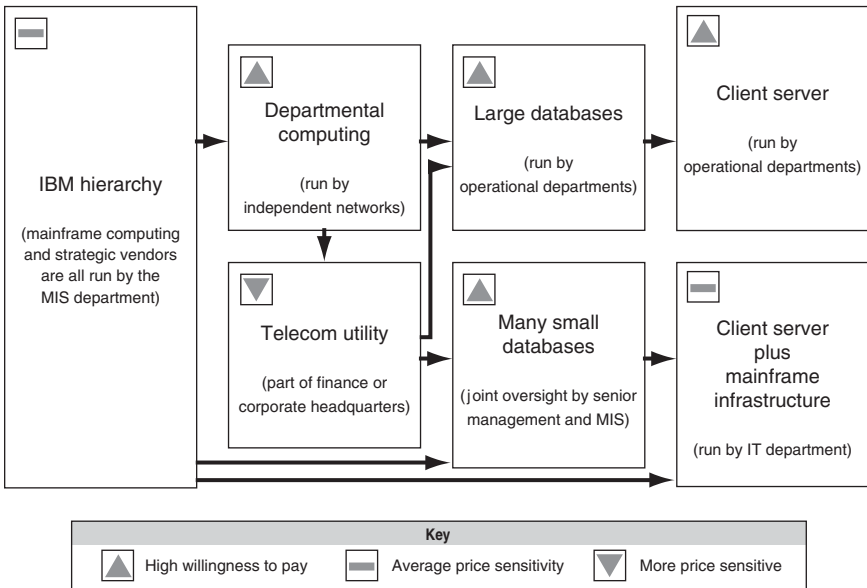 IBM hierarchy
(mainframe computing
and strategic vendors
are all run by the
MIS department)
Departmental
computing
(run by
independent networks)
Telecom utility
(part of finance or
corporate headquarters)
Large databases
(run by
operational departments)
Many small
databases
(joint oversight by senior
management and MIS)
Client server
(run by
operational departments)
Client server
plus
mainframe
infrastructure
(run by IT department)
Key
High willingness to pay
Average price sensitivity
More price sensitive